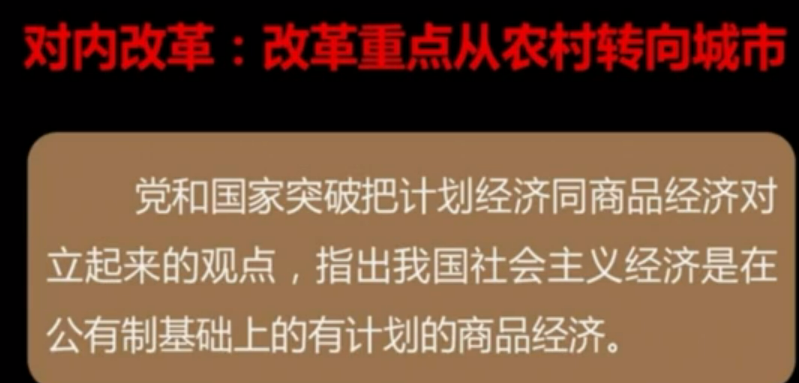 对内改革：改革重点从农村转向城市
党和国家突破把计划经济同商品经济对
立起来的观点，指出我国社会主义经济是在
公有制基础上的有计划的商品经济。